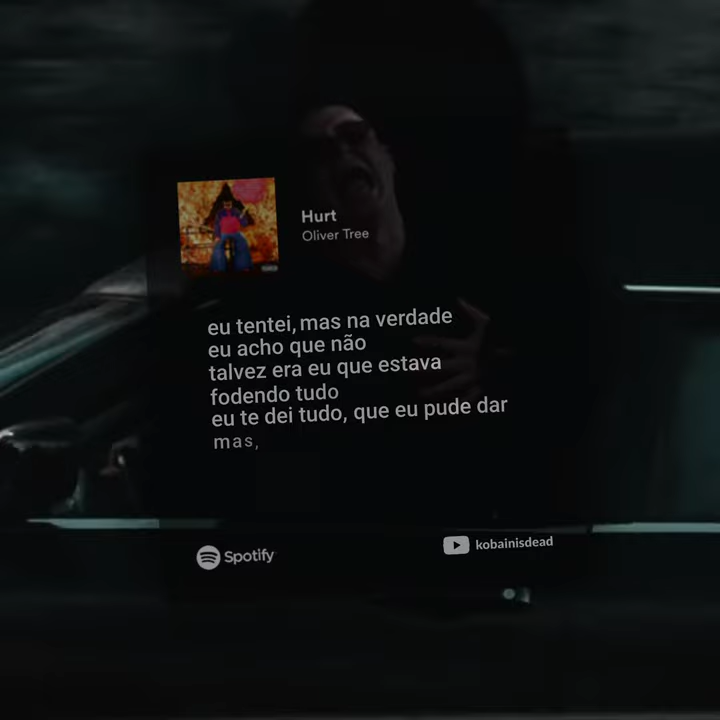 Hurt
Oliver Tree
eu tentei, mas na verdade
eu acho que não
talvez era eu que estava
fodendo tudo
eu te dei tudo, que eu pude dar
mas,
Spotify
kobainisdead